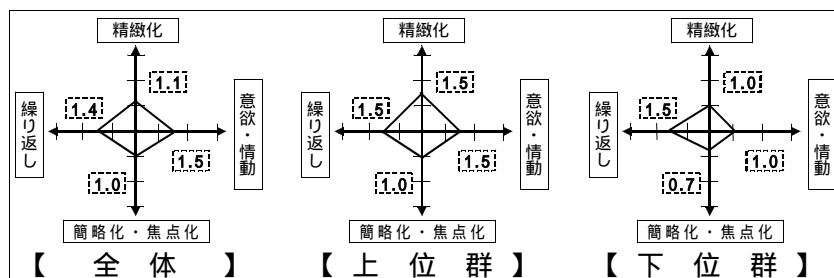 精緻化
1.1
1.4
繰り返し
意欲・情動
1.5
1.0
簡略化・焦点化
【 全 体 】
精緻化
1.5
1.5
繰り返し
意欲・情動
1.5
1.0
簡略化・焦点化
【 上 位 群 】
精緻化
1.0
1.5
繰り返し
意欲・情動
1.0
0.7
簡略化・焦点化
【 下 位 群 】